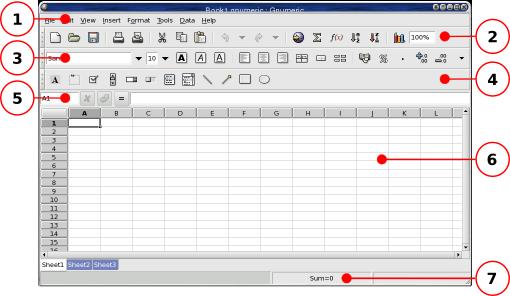 Book1.gnumeric : Gnumeric
1 File Edit View Insert Format Tools Data Help
f(x) 100% 2
3 Sans 10 A A A
A 4
5 A1 =
A B C D E F G H I J K L
1
2
3
4
5
6
7
8
9
10
11
12
13
14
15
16
6
Sheet1 Sheet2 Sheet3
Sum=0 7